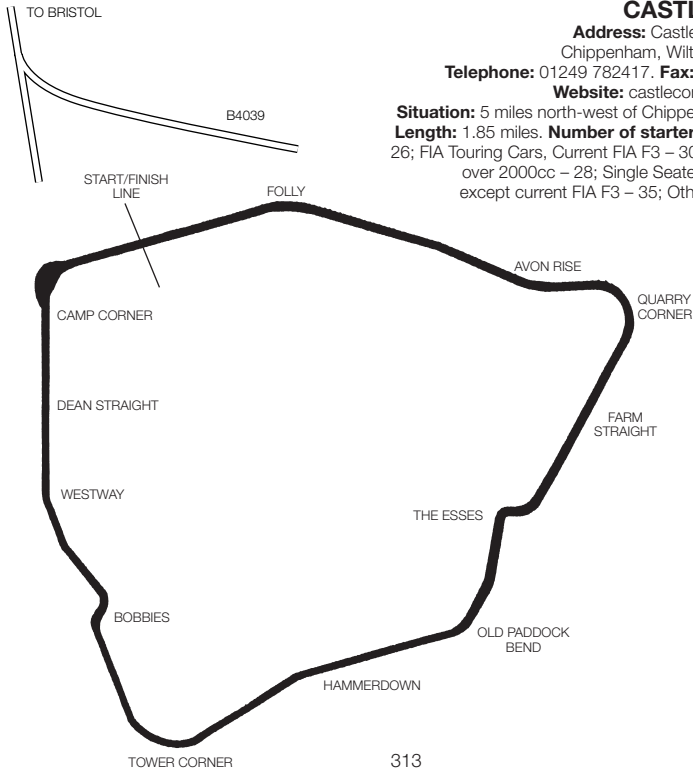 TO BRISTOL
B4039
CASTL
Address: Castle
Chippenham, Wilt
Telephone: 01249 782417. Fax:
Website: castlecor
Situation: 5 miles north-west of Chippe
Length: 1.85 miles. Number of starter
26; FIA Touring Cars, Current FIA F3 – 30
over 2000cc – 28; Single Seate
except current FIA F3 – 35; Oth
START/FINISH
LINE
FOLLY
AVON RISE
QUARRY
CORNER
CAMP CORNER
DEAN STRAIGHT
FARM
STRAIGHT
WESTWAY
THE ESSES
BOBBIES
OLD PADDOCK
BEND
HAMMERDOWN
TOWER CORNER
313